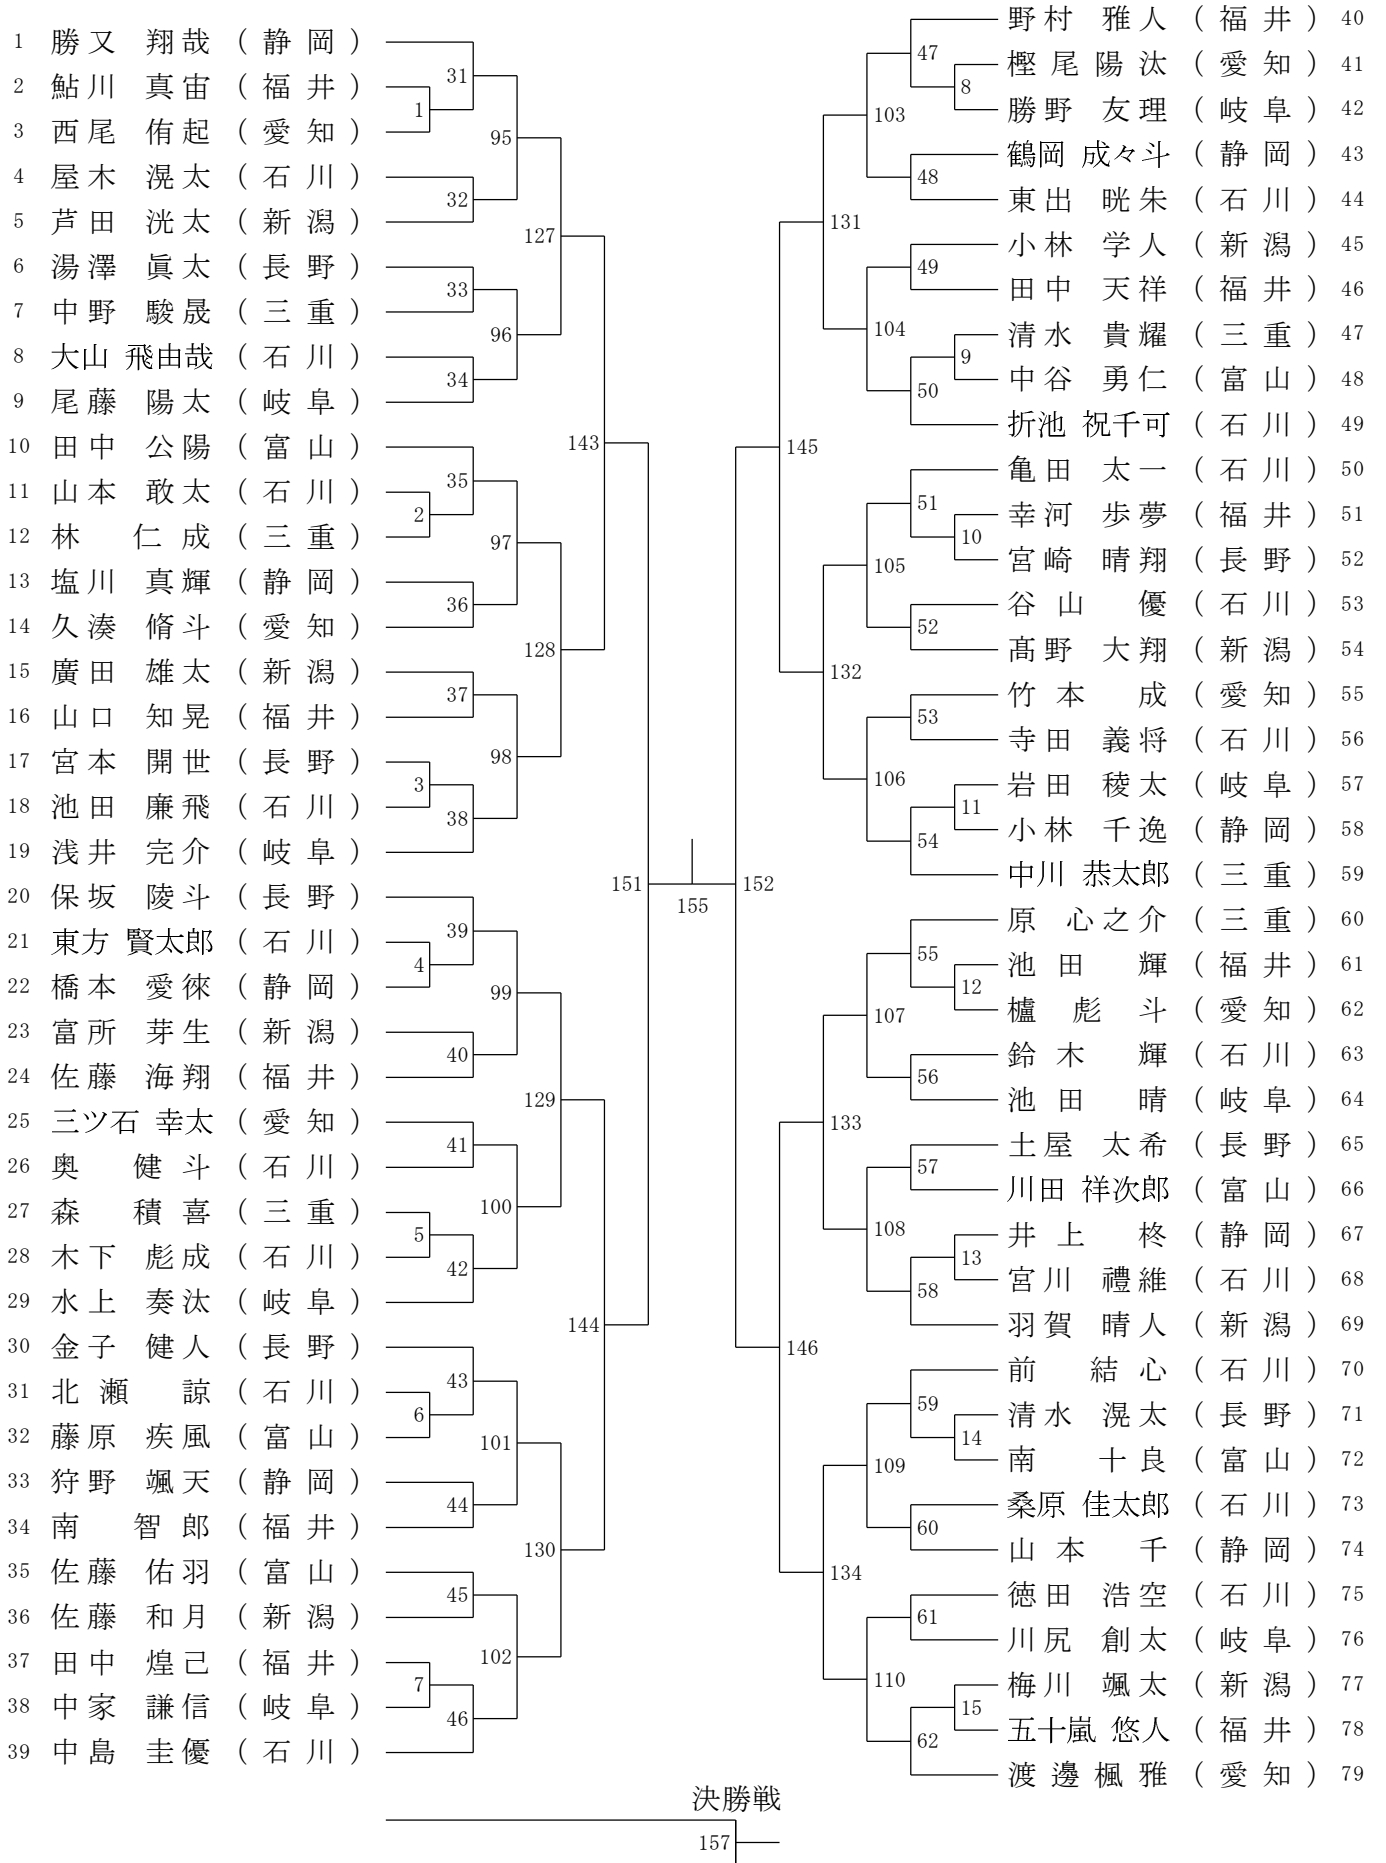 1 勝又 翔哉 (静岡)
2 鮎川 真宙 (福井)
3 西尾 侑起 (愛知)
4 屋木 滉太 (石川)
5 芦田 洸太 (新潟)
6 湯澤 眞太 (長野)
7 中野 駿晟 (三重)
8 大山 飛由哉 (石川)
9 尾藤 陽太 (岐阜)
10 田中 公陽 (富山)
11 山本 敢太 (石川)
12 林 仁成 (三重)
13 塩川 真輝 (静岡)
14 久湊 脩斗 (愛知)
15 廣田 雄太 (新潟)
16 山口 知晃 (福井)
17 宮本 開世 (長野)
18 池田 廉飛 (石川)
19 浅井 完介 (岐阜)
20 保坂 陵斗 (長野)
21 東方 賢太郎 (石川)
22 橋本 愛徠 (静岡)
23 富所 芽生 (新潟)
24 佐藤 海翔 (福井)
25 三ツ石 幸太 (愛知)
26 奥 健斗 (石川)
27 森 積喜 (三重)
28 木下 彪成 (石川)
29 水上 奏汰 (岐阜)
30 金子 健人 (長野)
31 北瀬 諒 (石川)
32 藤原 疾風 (富山)
33 狩野 颯天 (静岡)
34 南 智郎 (福井)
35 佐藤 佑羽 (富山)
36 佐藤 和月 (新潟)
37 田中 煌己 (福井)
38 中家 謙信 (岐阜)
39 中島 圭優 (石川)
1
2
3
4
5
6
7
31
32
33
34
35
36
37
38
39
40
41
42
43
44
45
46
95
96
97
98
99
100
101
102
127
128
129
130
143
144
151
155
152
145
146
131
132
133
134
103
104
105
106
107
108
109
110
47
48
49
50
51
52
53
54
55
56
57
58
59
60
61
62
8
9
10
11
12
13
14
15
野村 雅人 (福井) 40
樫尾 陽汰 (愛知) 41
勝野 友理 (岐阜) 42
鶴岡 成々斗 (静岡) 43
東出 晄朱 (石川) 44
小林 学人 (新潟) 45
田中 天祥 (福井) 46
清水 貴耀 (三重) 47
中谷 勇仁 (富山) 48
折池 祝千可 (石川) 49
亀田 太一 (石川) 50
幸河 歩夢 (福井) 51
宮崎 晴翔 (長野) 52
谷山 優 (石川) 53
髙野 大翔 (新潟) 54
竹本 成 (愛知) 55
寺田 義将 (石川) 56
岩田 稜太 (岐阜) 57
小林 千逸 (静岡) 58
中川 恭太郎 (三重) 59
原 心之介 (三重) 60
池田 輝 (福井) 61
櫨 彪斗 (愛知) 62
鈴木 輝 (石川) 63
池田 晴 (岐阜) 64
土屋 太希 (長野) 65
川田 祥次郎 (富山) 66
井上 柊 (静岡) 67
宮川 禮維 (石川) 68
羽賀 晴人 (新潟) 69
前 結心 (石川) 70
清水 滉太 (長野) 71
南 十良 (富山) 72
桑原 佳太郎 (石川) 73
山本 千 (静岡) 74
徳田 浩空 (石川) 75
川尻 創太 (岐阜) 76
梅川 颯太 (新潟) 77
五十嵐 悠人 (福井) 78
渡邊 楓雅 (愛知) 79
決勝戦
157